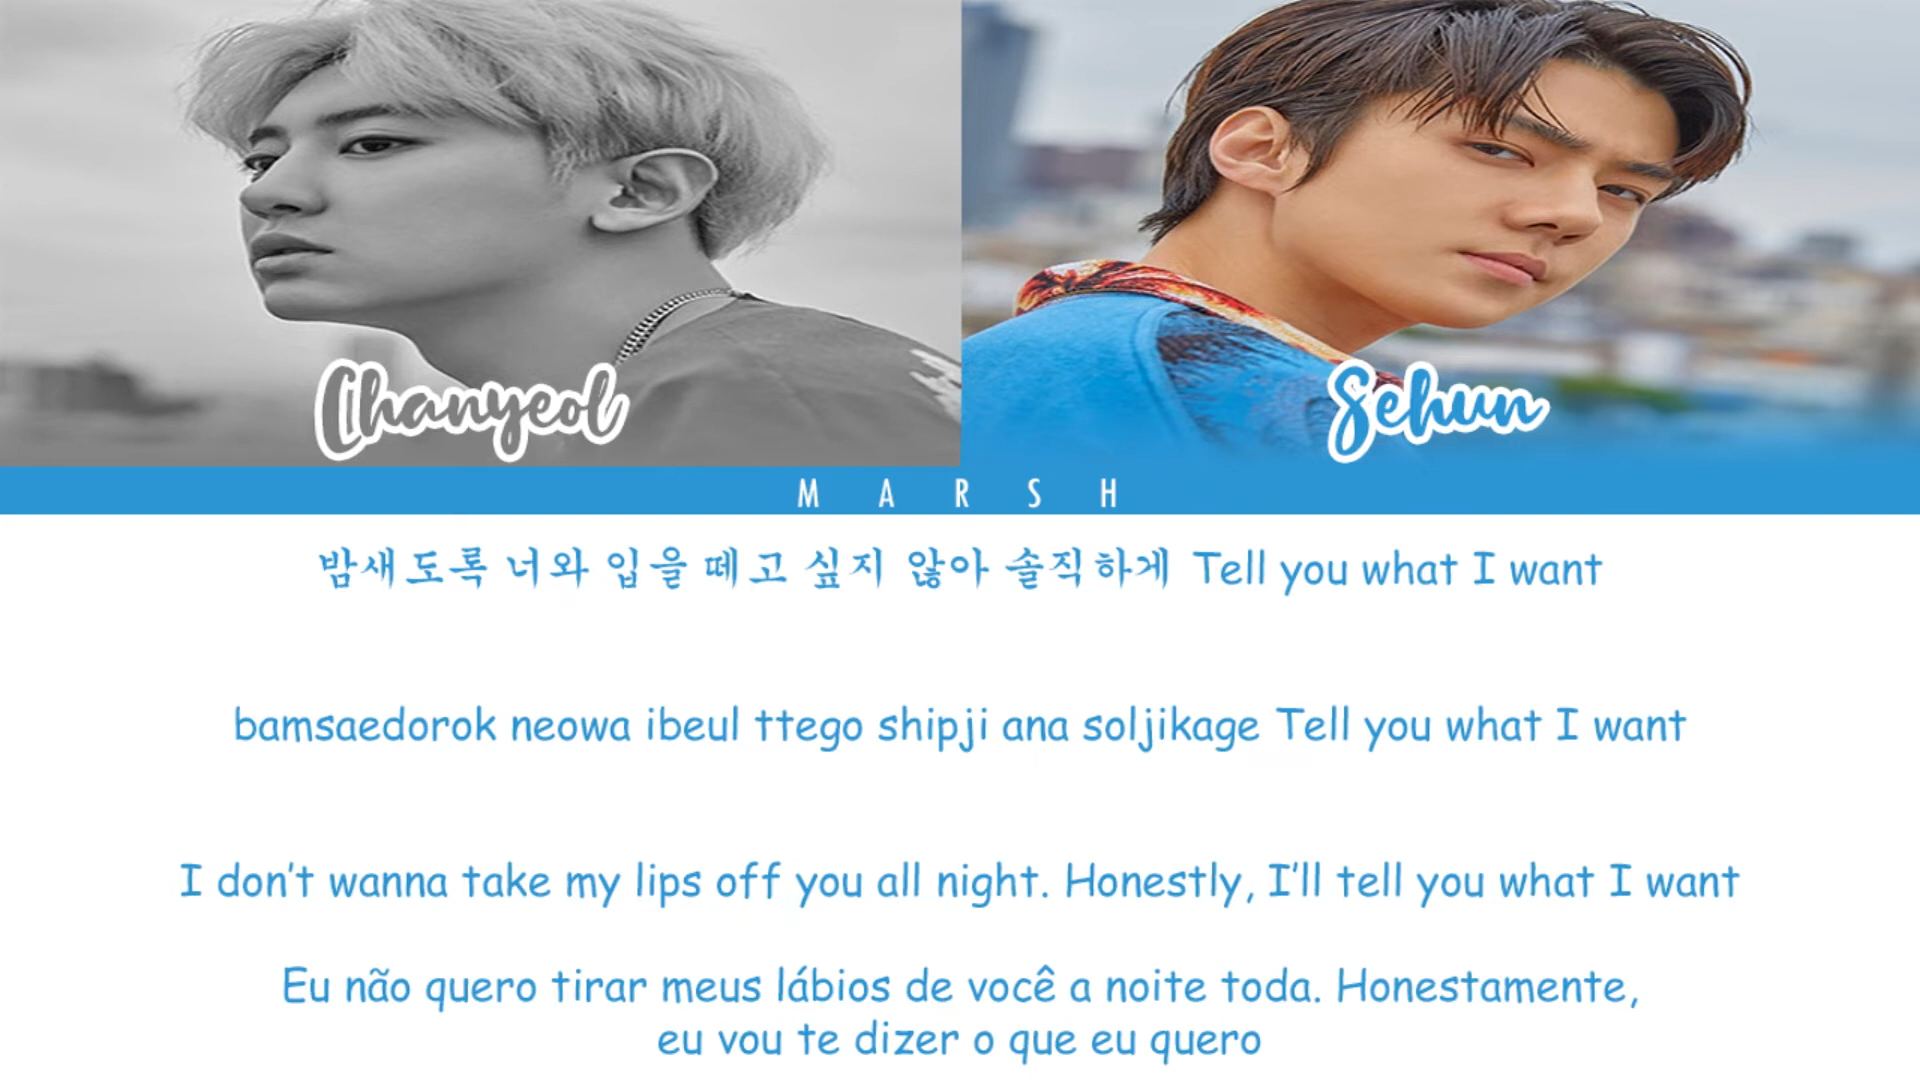 Chanyeol
Sehun
MARSH
밤새도록 너와 입을 떼고 싶지 않아 솔직하게 Tell you what I want
bamsaedorok neowa ibeul ttego shipji ana soljikage Tell you what I want
I don't wanna take my lips off you all night. Honestly, I'll tell you what I want
Eu não quero tirar meus lábios de você a noite toda. Honestamente,
eu vou te dizer o que eu quero